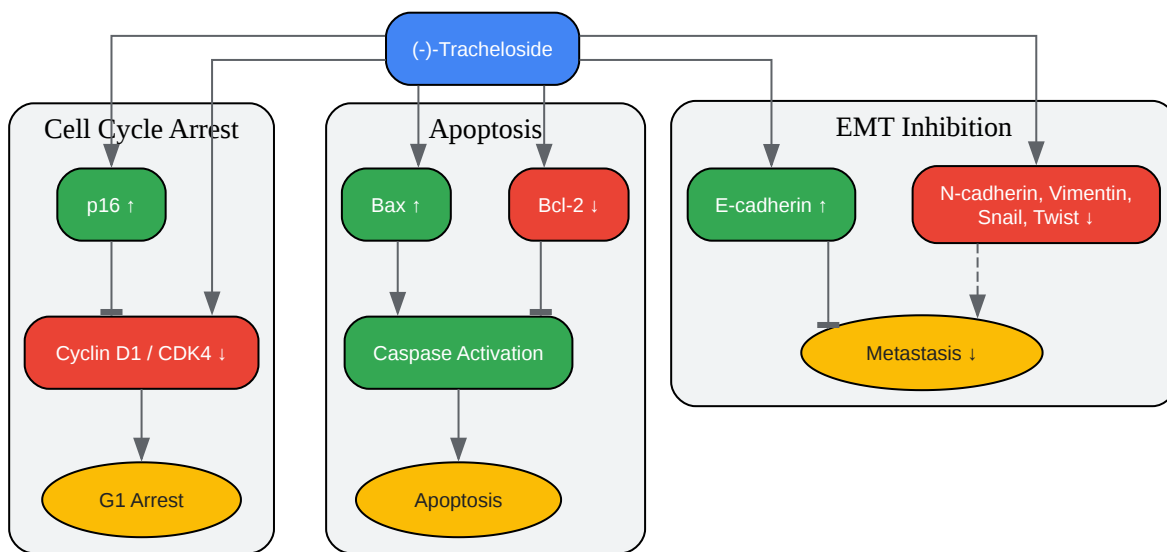 (-)-Tracheloside
Cell Cycle Arrest
Apoptosis
EMT Inhibition
p16 ↑
Bax ↑
Bcl-2 ↓
E-cadherin ↑
N-cadherin, Vimentin,
Snail, Twist ↓
Cyclin D1 / CDK4 ↓
Caspase Activation
Metastasis ↓
G1 Arrest
Apoptosis